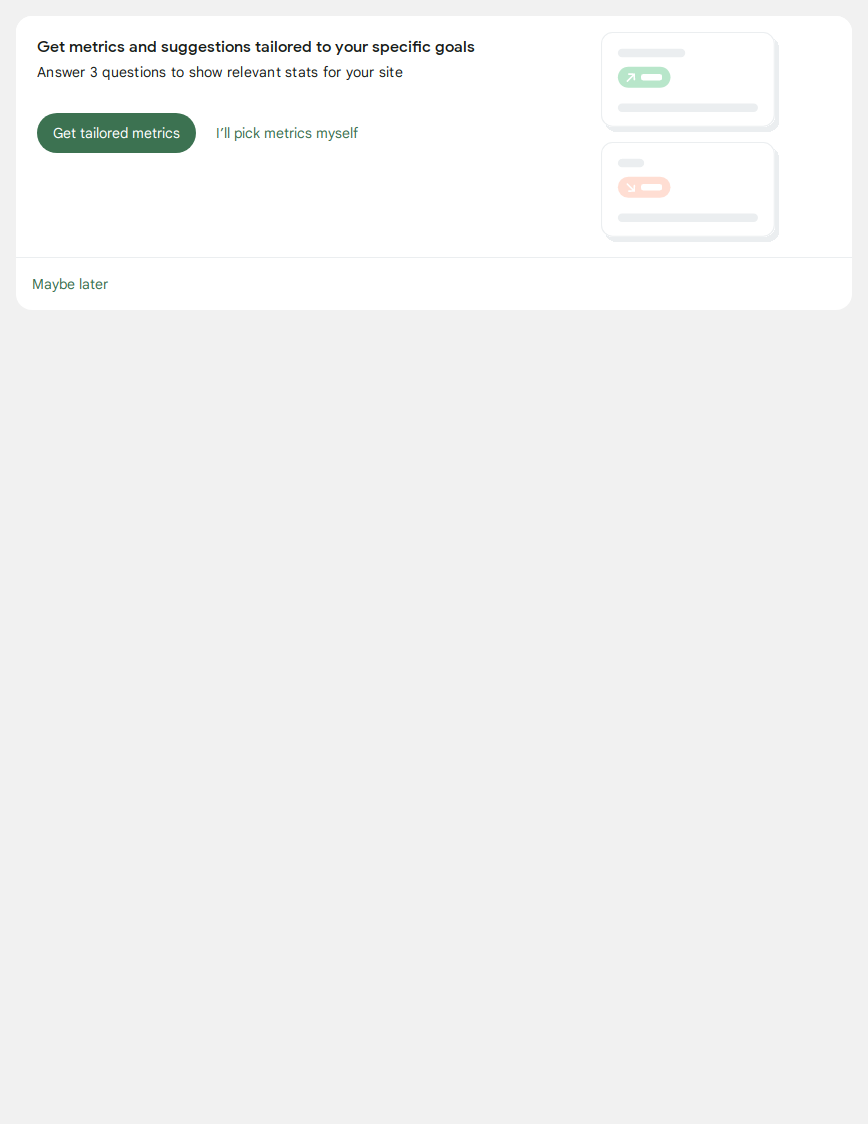 Get metrics and suggestions tailored to your specific goals
Answer 3 questions to show relevant stats for your site
Get tailored metrics
I’ll pick metrics myself
Maybe later